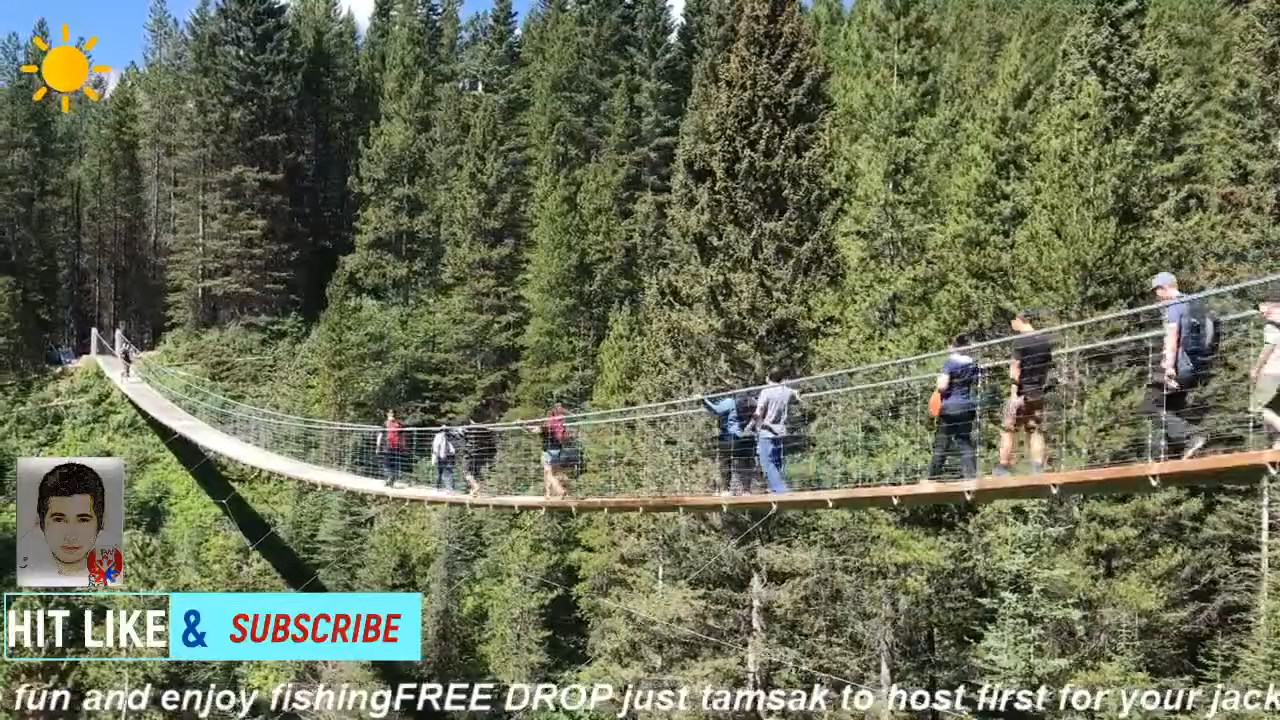 HIT LIKE & SUBSCRIBE
fun and enjoy fishingFREE DROP just tamsak to host first for your jack